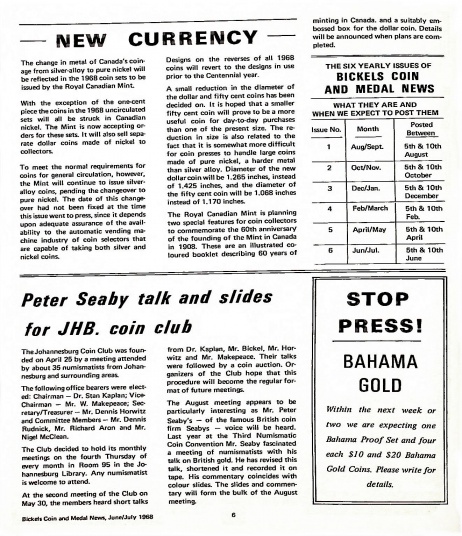 NEW CURRENCY
The change in metal of Canada's coin-
age from silver-alloy to pure nickel will
be reflected in the 1968 coin sets to be
issued by the Royal Canadian Mint.
With the exception of the one-cent
piece the coins in the 1968 uncirculated
sets will all be struck in Canadian
nickel. The Mint is now accepting or-
ders for these sets. It will also sell sepa-
rate dollar coins made of nickel to
collectors.
To meet the normal requirements for
coins for general circulation, however,
the Mint will continue to issue silver-
alloy coins, pending the changeover to
pure nickel. The date of this change-
over had not been fixed at the time
this issue went to press, since it depends
upon adequate assurance of the avail-
ability to the automatic vending ma-
chine industry of coin selectors that
are capable of taking both silver and
nickel coins.
Designs on the reverses of all 1968
coins will revert to the designs in use
prior to the Centennial year.
A small reduction in the diameter of
the dollar and fifty cent coins has been
decided on. It is hoped that a smaller
fifty cent coin will prove to be a more
useful coin for day-to-day purchases
than one of the present size. The re-
duction in size is also related to the
fact that it is somewhat more difficult
for coin presses to handle large coins
made of pure nickel, a harder metal
than silver alloy. Diameter of the new
dollar coin will be 1.265 inches, instead
of 1,425 inches, and the diameter of
the fifty cent coin will be 1.068 inches
instead of 1.170 inches.
The Royal Canadian Mint is planning
two special features for coin collectors
to commemorate the 60th anniversary
of the founding of the Mint in Canada
in 1908. These are an illustrated co-
loured booklet describing 60 years of
minting in Canada, and a suitably em-
bossed box for the dollar coin. Details
will be announced when plans are com-
pleted.
THE SIX YEARLY ISSUES OF
BICKELS COIN
AND MEDAL NEWS
WHAT THEY ARE AND
WHEN WE EXPECT TO POST THEM
Issue No. Month Posted
Between
1 Aug/Sept. 5th & 10th
August
2 Oct/Nov. 5th & 10th
October
3 Dec/Jan. 5th & 10th
December
4 Feb/March 5th & 10th
Feb.
5 April/May 5th & 10th
April
6 Jun/Jul. 5th & 10th
June
Peter Seaby talk and slides
for JHB. coin club
The Johannesburg Coin Club was foun-
ded on April 25 by a meeting attended
by about 35 numismatists from Johan-
nesburg and surrounding areas.
The following office bearers were elect-
ed: Chairman — Dr. Stan Kaplan; Vice-
Chairman — Mr. W. Makepeace; Sec-
retary/Treasurer — Mr. Dennis Horwitz
and Committee Members — Mr. Dennis
Rudnick, Mr. Richard Aron and Mr.
Nigel McClean.
The Club decided to hold its monthly
meetings on the fourth Thursday of
every month in Room 95 in the Jo-
hannesburg Library. Any numismatist
is welcome to attend.
At the second meeting of the Club on
May 30, the members heard short talks
from Dr. Kaplan, Mr. Bickel, Mr. Hor-
witz and Mr. Makepeace. Their talks
were followed by a coin auction. Or-
ganizers of the Club hope that this
procedure will become the regular for-
mat of future meetings.
The August meeting appears to be
particularly interesting as Mr. Peter
Seaby's — of the famous British coin
firm Seabys — voice will be heard.
Last year at the Third Numismatic
Coin Convention Mr. Seaby fascinated
a meeting of numismatists with his
talk on British gold. He has revised this
talk, shortened it and recorded it on
tape. His commentary coincides with
colour slides. The slides and commen-
tary will form the bulk of the August
meeting.
STOP
PRESS!
BAHAMA
GOLD
Within the next week or
two we are expecting one
Bahama Proof Set and four
each $10 and $20 Bahama
Gold Coins, Please write for
details.
Bickels Coin and Medal News, June/July 1968
6